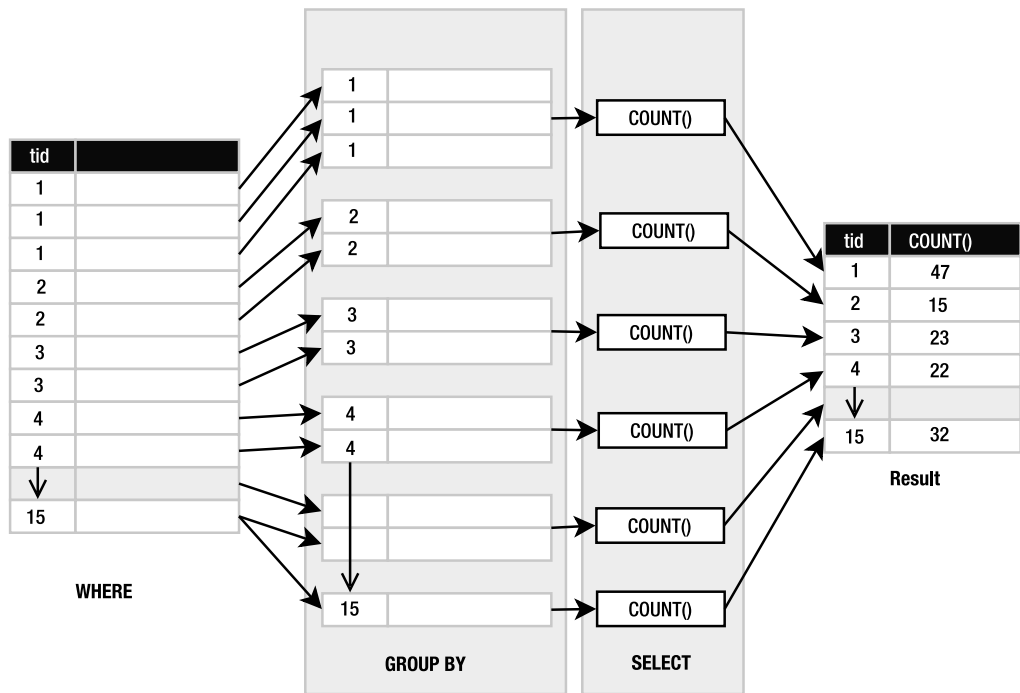 tid
1
1
1
2
2
3
3
4
4
15
WHERE
1
1
1
2
2
3
3
4
4
15
GROUP BY
COUNT()
COUNT()
COUNT()
COUNT()
COUNT()
COUNT()
SELECT
tid COUNT()
1 47
2 15
3 23
4 22
15 32
Result